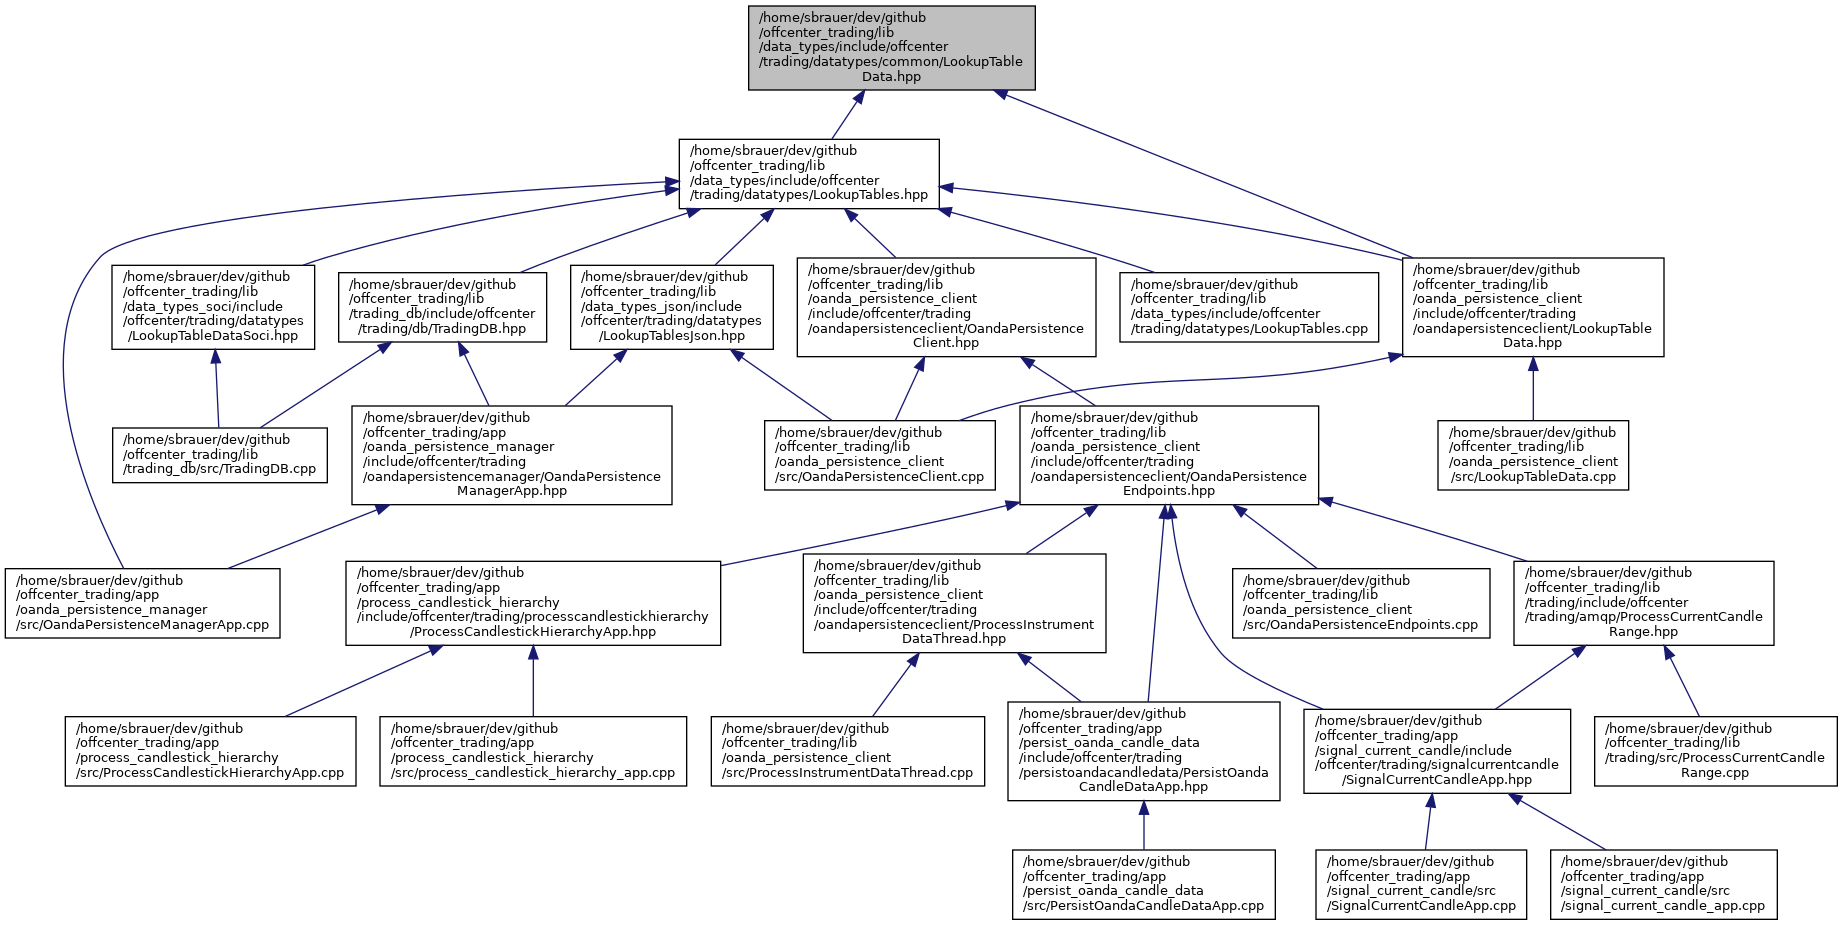 /home/sbrauer/dev/github
/offcenter_trading/lib
/data_types/include/offcenter
/trading/datatypes/common/LookupTable
Data.hpp
/home/sbrauer/dev/github
/offcenter_trading/lib
/data_types/include/offcenter
/trading/datatypes/LookupTables.hpp
/home/sbrauer/dev/github
/offcenter_trading/lib
/data_types_soci/include
/offcenter/trading/datatypes
/LookupTableDataSoci.hpp
/home/sbrauer/dev/github
/offcenter_trading/lib
/trading_db/include/offcenter
/trading/db/TradingDB.hpp
/home/sbrauer/dev/github
/offcenter_trading/lib
/data_types_json/include
/offcenter/trading/datatypes
/LookupTablesJson.hpp
/home/sbrauer/dev/github
/offcenter_trading/lib
/oanda_persistence_client
/include/offcenter/trading
/oandapersistenceclient/OandaPersistence
Client.hpp
/home/sbrauer/dev/github
/offcenter_trading/lib
/data_types/include/offcenter
/trading/datatypes/LookupTables.cpp
/home/sbrauer/dev/github
/offcenter_trading/lib
/oanda_persistence_client
/include/offcenter/trading
/oandapersistenceclient/LookupTable
Data.hpp
/home/sbrauer/dev/github
/offcenter_trading/lib
/trading_db/src/TradingDB.cpp
/home/sbrauer/dev/github
/offcenter_trading/app
/oanda_persistence_manager
/include/offcenter/trading
/oandapersistencemanager/OandaPersistence
ManagerApp.hpp
/home/sbrauer/dev/github
/offcenter_trading/lib
/oanda_persistence_client
/src/OandaPersistenceClient.cpp
/home/sbrauer/dev/github
/offcenter_trading/lib
/oanda_persistence_client
/include/offcenter/trading
/oandapersistenceclient/OandaPersistence
Endpoints.hpp
/home/sbrauer/dev/github
/offcenter_trading/lib
/oanda_persistence_client
/src/LookupTableData.cpp
/home/sbrauer/dev/github
/offcenter_trading/app
/oanda_persistence_manager
/src/OandaPersistenceManagerApp.cpp
/home/sbrauer/dev/github
/offcenter_trading/app
/process_candlestick_hierarchy
/include/offcenter/trading/processcandlestickhierarchy
/ProcessCandlestickHierarchyApp.hpp
/home/sbrauer/dev/github
/offcenter_trading/lib
/oanda_persistence_client
/include/offcenter/trading
/oandapersistenceclient/ProcessInstrument
DataThread.hpp
/home/sbrauer/dev/github
/offcenter_trading/lib
/oanda_persistence_client
/src/OandaPersistenceEndpoints.cpp
/home/sbrauer/dev/github
/offcenter_trading/lib
/trading/include/offcenter
/trading/amqp/ProcessCurrentCandle
Range.hpp
/home/sbrauer/dev/github
/offcenter_trading/app
/process_candlestick_hierarchy
/src/ProcessCandlestickHierarchyApp.cpp
/home/sbrauer/dev/github
/offcenter_trading/app
/process_candlestick_hierarchy
/src/process_candlestick_hierarchy_app.cpp
/home/sbrauer/dev/github
/offcenter_trading/lib
/oanda_persistence_client
/src/ProcessInstrumentDataThread.cpp
/home/sbrauer/dev/github
/offcenter_trading/app
/persist_oanda_candle_data
/include/offcenter/trading
/persistoandacandledata/PersistOanda
CandleDataApp.hpp
/home/sbrauer/dev/github
/offcenter_trading/app
/signal_current_candle/include
/offcenter/trading/signalcurrentcandle
/SignalCurrentCandleApp.hpp
/home/sbrauer/dev/github
/offcenter_trading/lib
/trading/src/ProcessCurrentCandle
Range.cpp
/home/sbrauer/dev/github
/offcenter_trading/app
/persist_oanda_candle_data
/src/PersistOandaCandleDataApp.cpp
/home/sbrauer/dev/github
/offcenter_trading/app
/signal_current_candle/src
/SignalCurrentCandleApp.cpp
/home/sbrauer/dev/github
/offcenter_trading/app
/signal_current_candle/src
/signal_current_candle_app.cpp